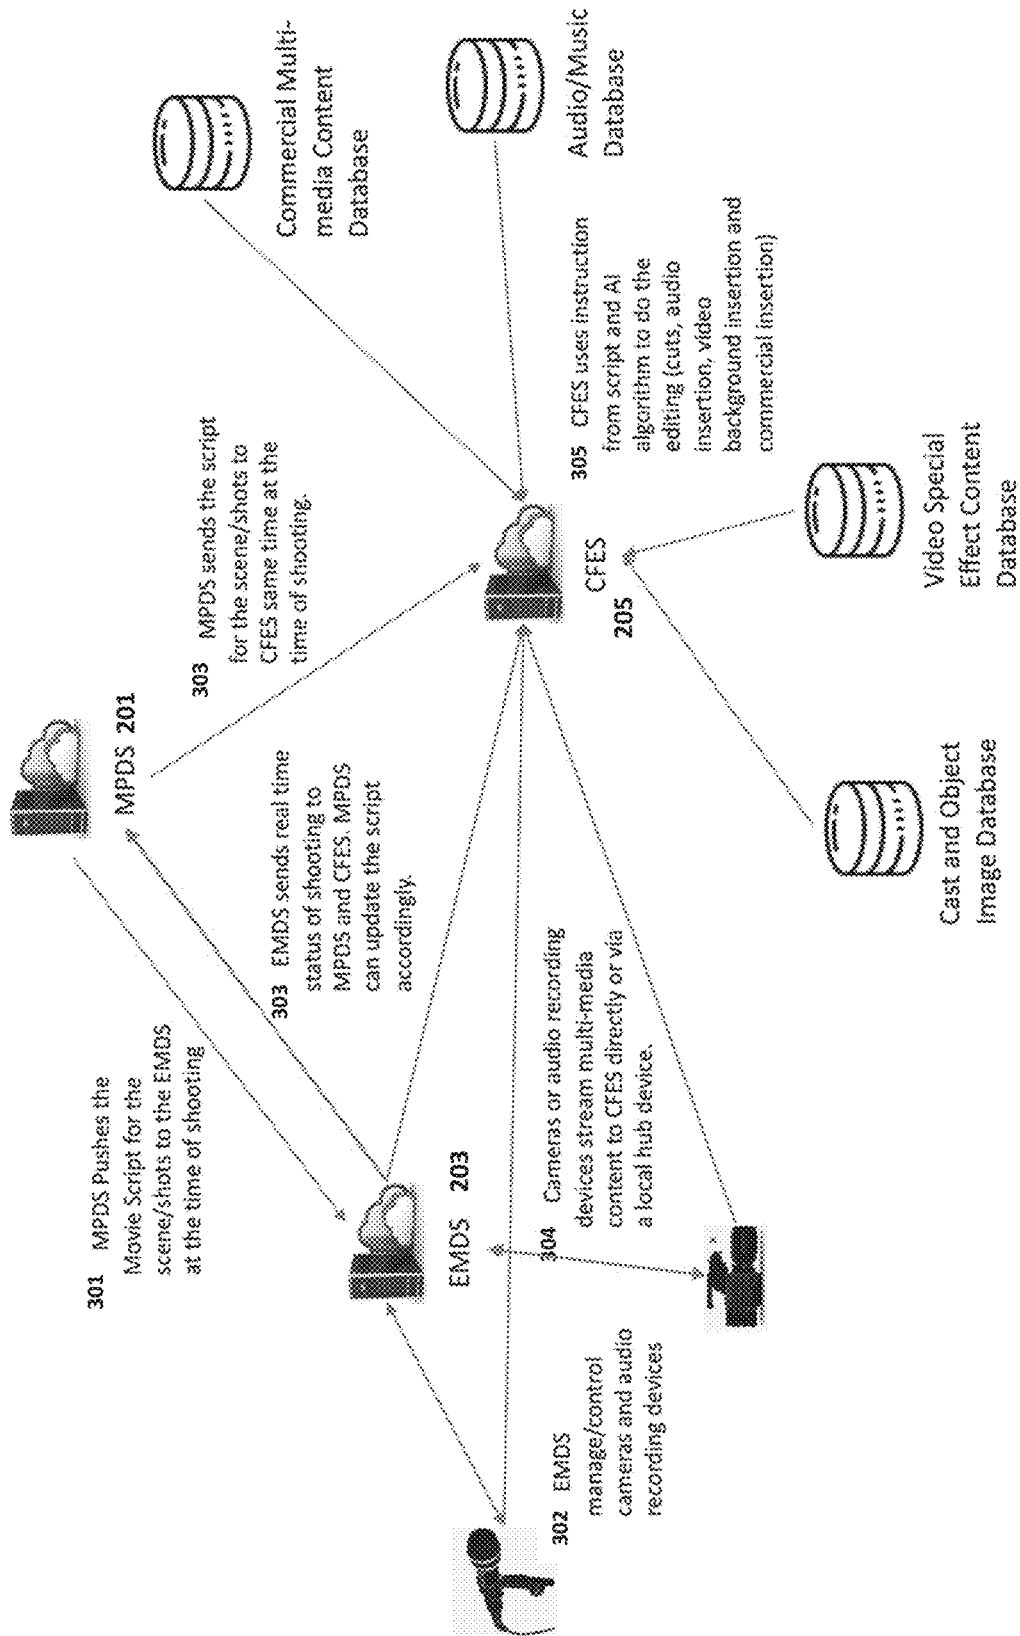 MPDS 201
301 MPDS Pushes the
Movie Script for the
scene/shots to the EMDS
at the time of shooting
303 MPDS sends the script
for the scene/shots to
CFES same time at the
time of shooting.
Commercial Multi-
media Content
Database
303 EMDS sends real time
status of shooting to
MPDS and CFES. MPDS
can update the script
accordingly.
EMDS 203
CFES
205
Audio/Music
Database
302 EMDS
manage/control
cameras and audio
recording devices
304 Cameras or audio recording
devices stream multi-media
content to CFES directly or via
a local hub device.
305 CFES uses instruction
from script and AI
algorithm to do the
editing (cuts, audio
insertion, video
background insertion and
commercial insertion)
Cast and Object
Image Database
Video Special
Effect Content
Database